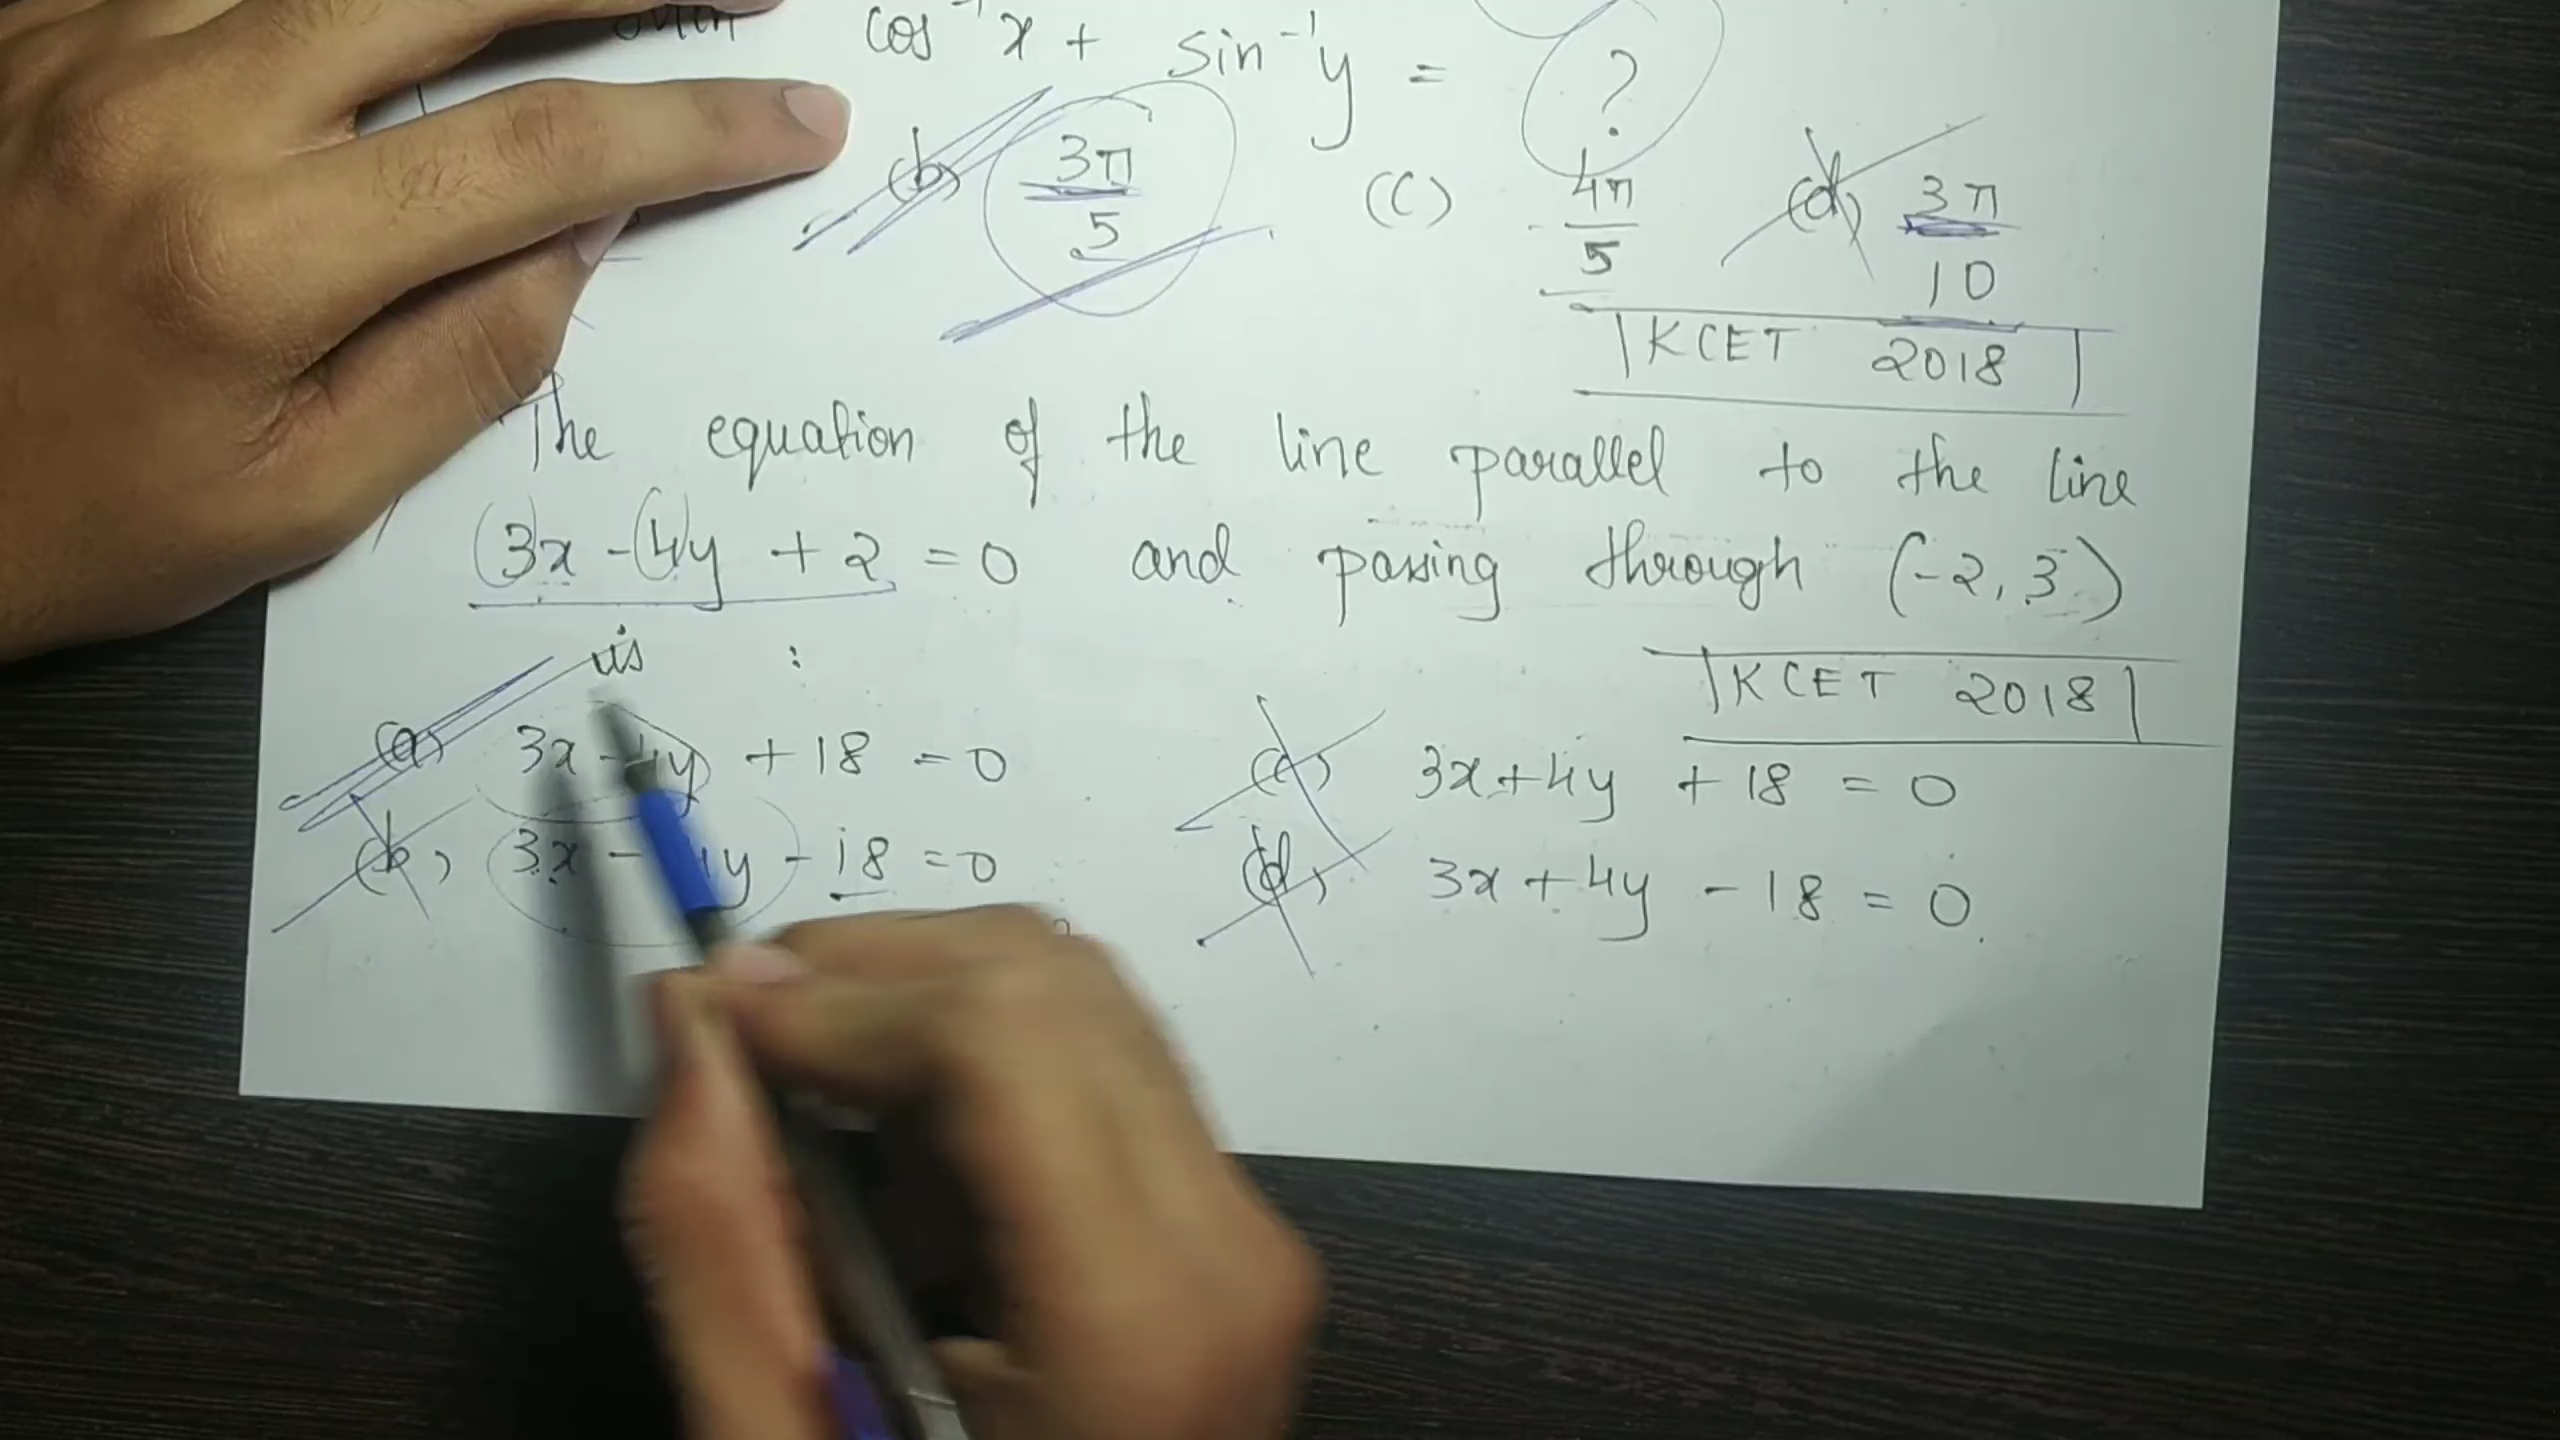 cos⁻¹x + sin⁻¹y = ?
(b) 3π/5 (C) 4π/5 (d) 3π/10
KCET 2018
The equation of the line parallel to the line
3x - 4y + 2 = 0 and passing through (-2, 3)
is :
KCET 2018
(a) 3x - 4y + 18 = 0 (c) 3x + 4y + 18 = 0
(b) 3x - 4y - 18 = 0 (d) 3x + 4y - 18 = 0